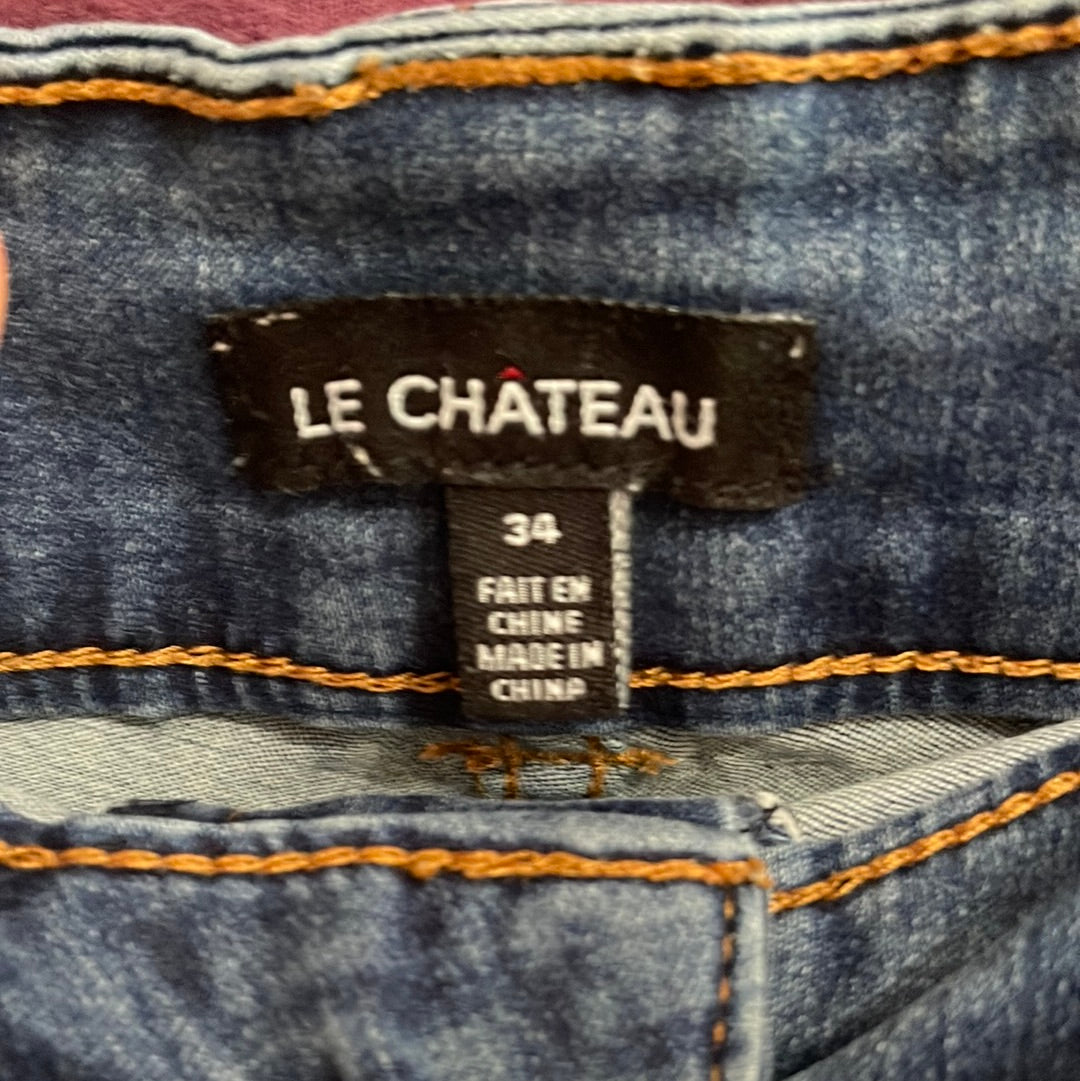 LE CHÂTEAU
34
FAIT EN
CHINE
MADE IN
CHINA